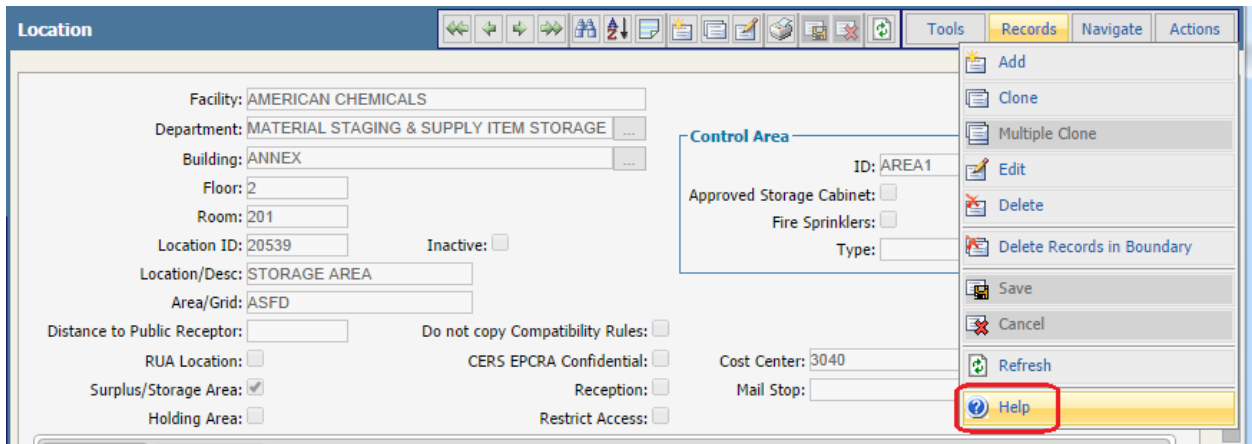 Location
Tools Records Navigate Actions
Add
Clone
Multiple Clone
Edit
Delete
Delete Records in Boundary
Save
Cancel
Refresh
Help
Facility: AMERICAN CHEMICALS
Department: MATERIAL STAGING & SUPPLY ITEM STORAGE ...
Building: ANNEX ...
Floor: 2
Room: 201
Location ID: 20539 Inactive:
Location/Desc: STORAGE AREA
Area/Grid: ASFD
Control Area
ID: AREA1
Approved Storage Cabinet:
Fire Sprinklers:
Type:
Distance to Public Receptor: Do not copy Compatibility Rules:
RUA Location: CERS EPCRA Confidential: Cost Center: 3040
Surplus/Storage Area: Reception: Mail Stop:
Holding Area: Restrict Access: